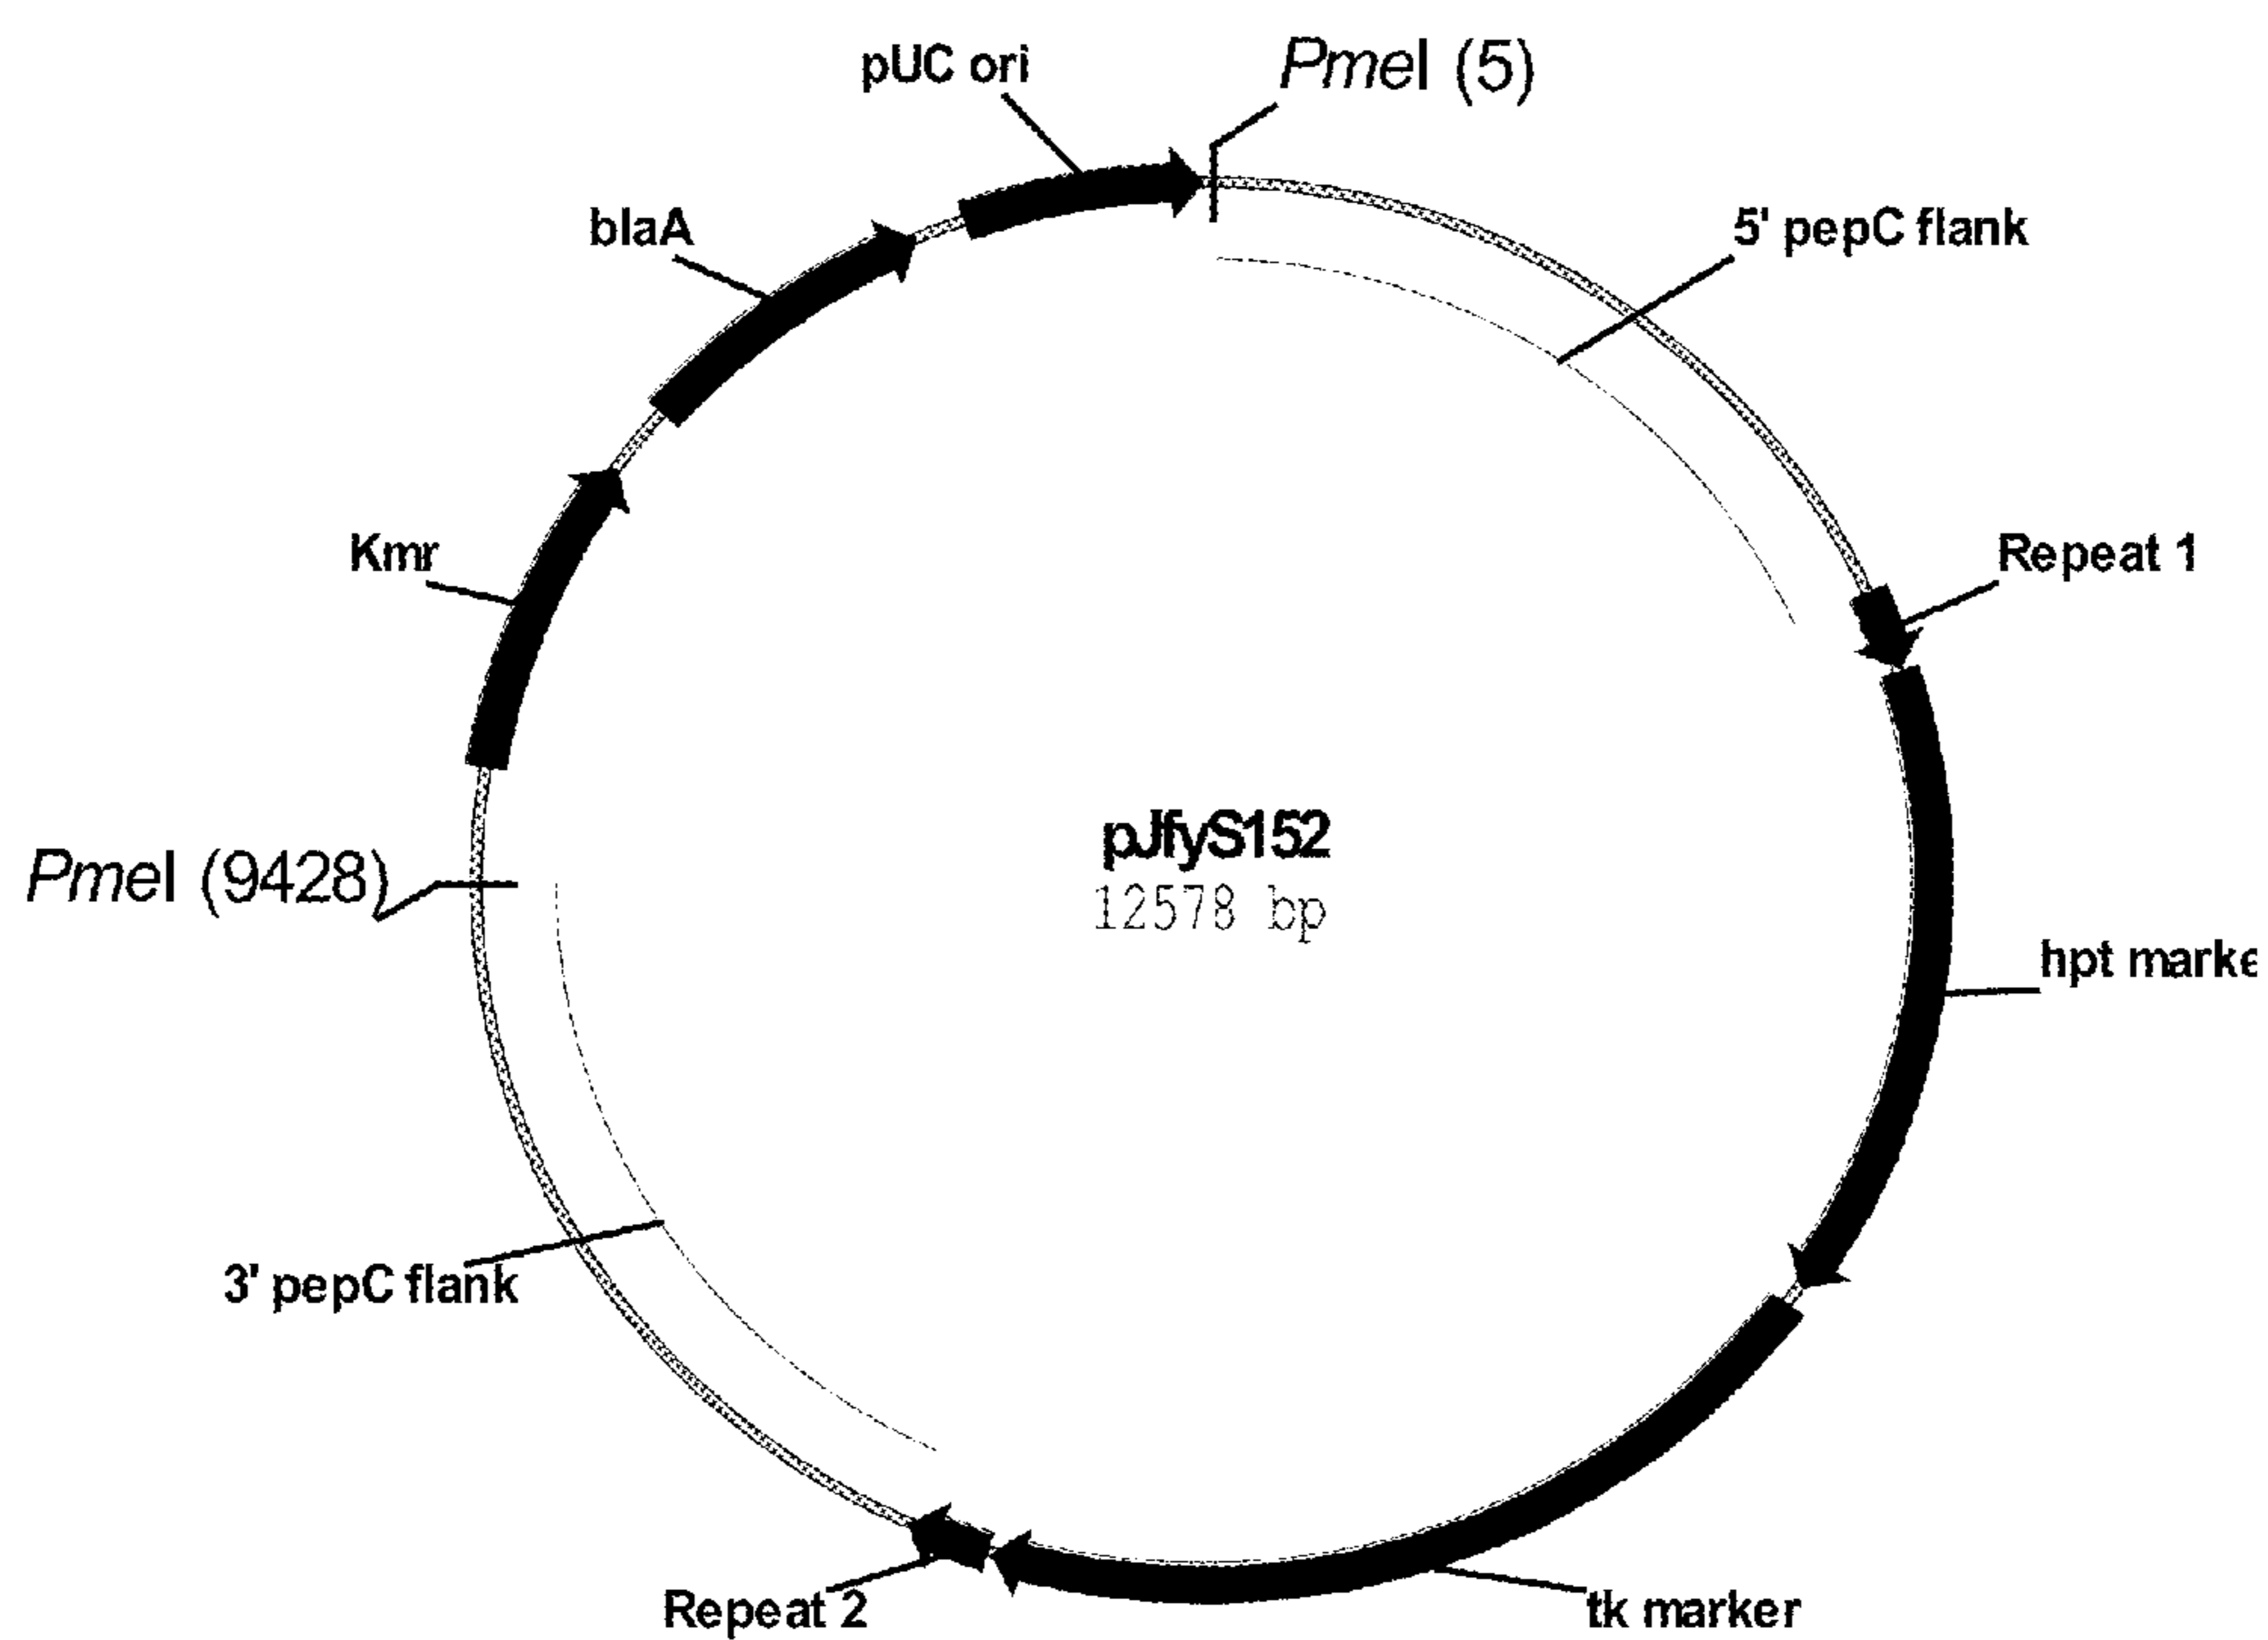 pUC ori
PmeI (5)
blaA
5' pepC flank
Kmr
Repeat 1
pJfyS152
12578 bp
PmeI (9428)
hpt marke
3' pepC flank
Repeat 2
tk marker